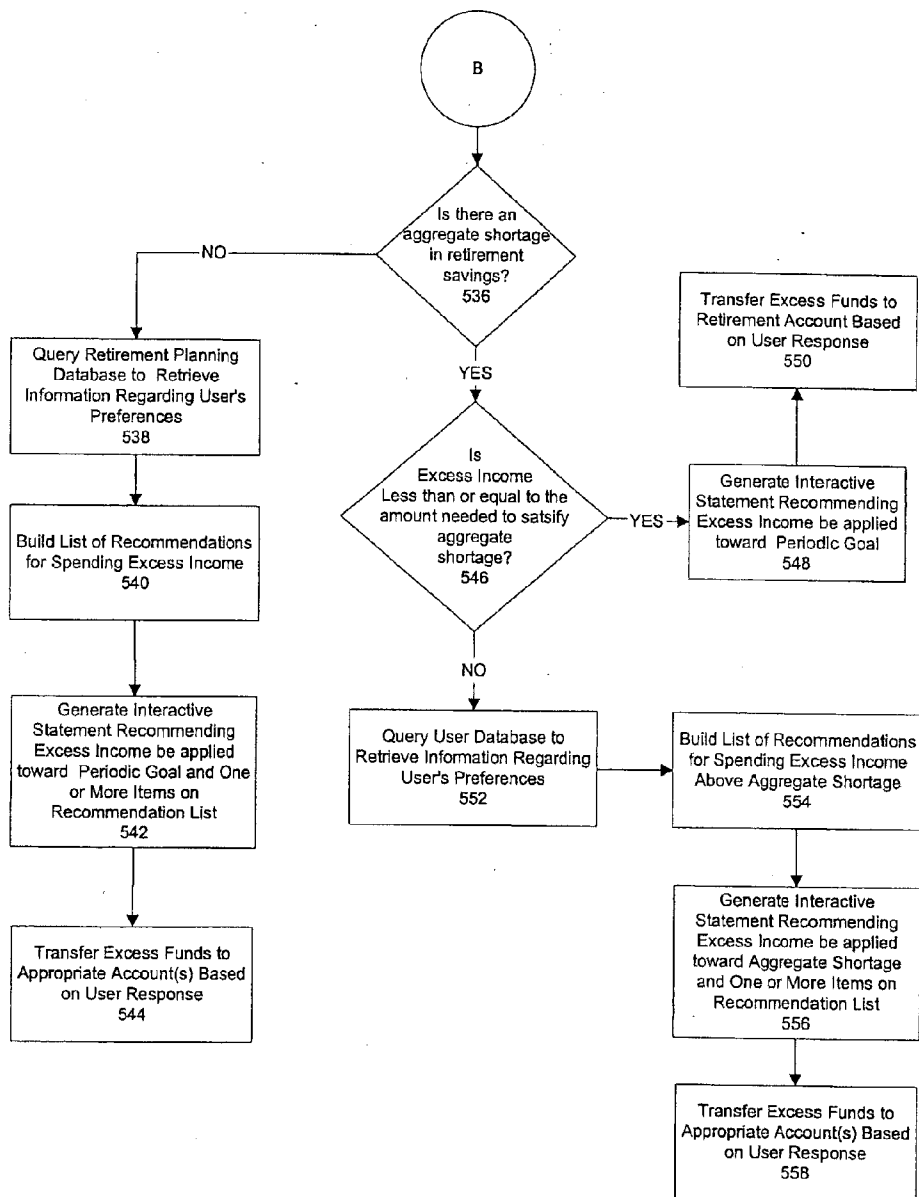 B
Is there an
aggregate shortage
in retirement
savings?
536
NO
YES
Query Retirement Planning
Database to Retrieve
Information Regarding User's
Preferences
538
Transfer Excess Funds to
Retirement Account Based
on User Response
550
Is
Excess Income
Less than or equal to the
amount needed to satsify
aggregate
shortage?
546
YES
Generate Interactive
Statement Recommending
Excess Income be applied
toward Periodic Goal
548
Build List of Recommendations
for Spending Excess Income
540
NO
Generate Interactive
Statement Recommending
Excess Income be applied
toward Periodic Goal and One
or More Items on
Recommendation List
542
Query User Database to
Retrieve Information Regarding
User's Preferences
552
Build List of Recommendations
for Spending Excess Income
Above Aggregate Shortage
554
Transfer Excess Funds to
Appropriate Account(s) Based
on User Response
544
Generate Interactive
Statement Recommending
Excess Income be applied
toward Aggregate Shortage
and One or More Items on
Recommendation List
556
Transfer Excess Funds to
Appropriate Account(s) Based
on User Response
558